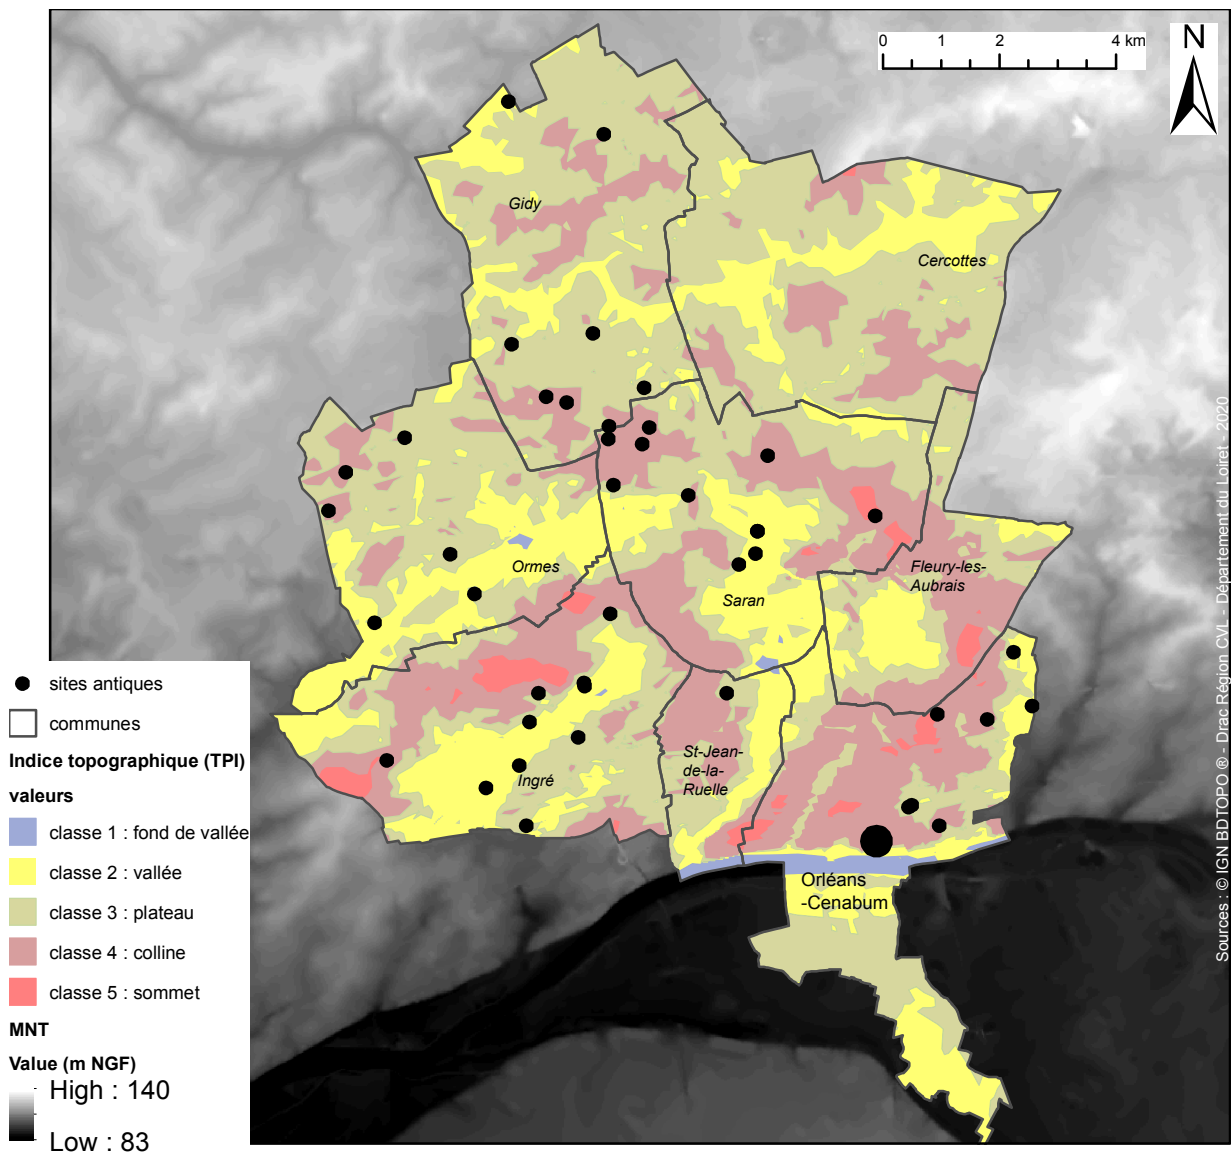 0 1 2 4 km
N
Gidy
Cercottes
Ormes
Saran
Fleury-les-
Aubrais
Ingré
St-Jean-
de-la-
Ruelle
Orléans
-Cenabum
sites antiques
communes
Indice topographique (TPI)
valeurs
classe 1 : fond de vallée
classe 2 : vallée
classe 3 : plateau
classe 4 : colline
classe 5 : sommet
MNT
Value (m NGF)
High : 140
Low : 83
Sources : © IGN BDTOPO ® - Drac Région CVL, Département du Loiret - 2020